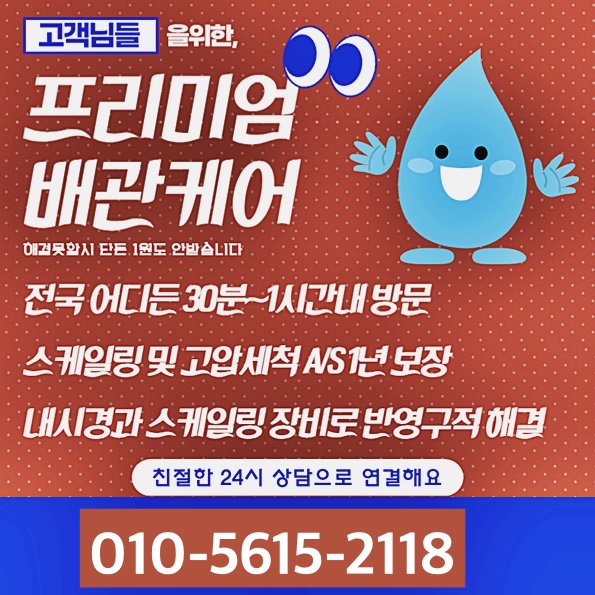 고객님들 을위한,
프리미엄
배관케어
해결못할시 단돈 1원도 안받습니다
전국 어디든 30분~1시간내 방문
스케일링 및 고압세척 A/S 1년 보장
내시경과 스케일링 장비로 반영구적 해결
친절한 24시 상담으로 연결해요
010-5615-2118